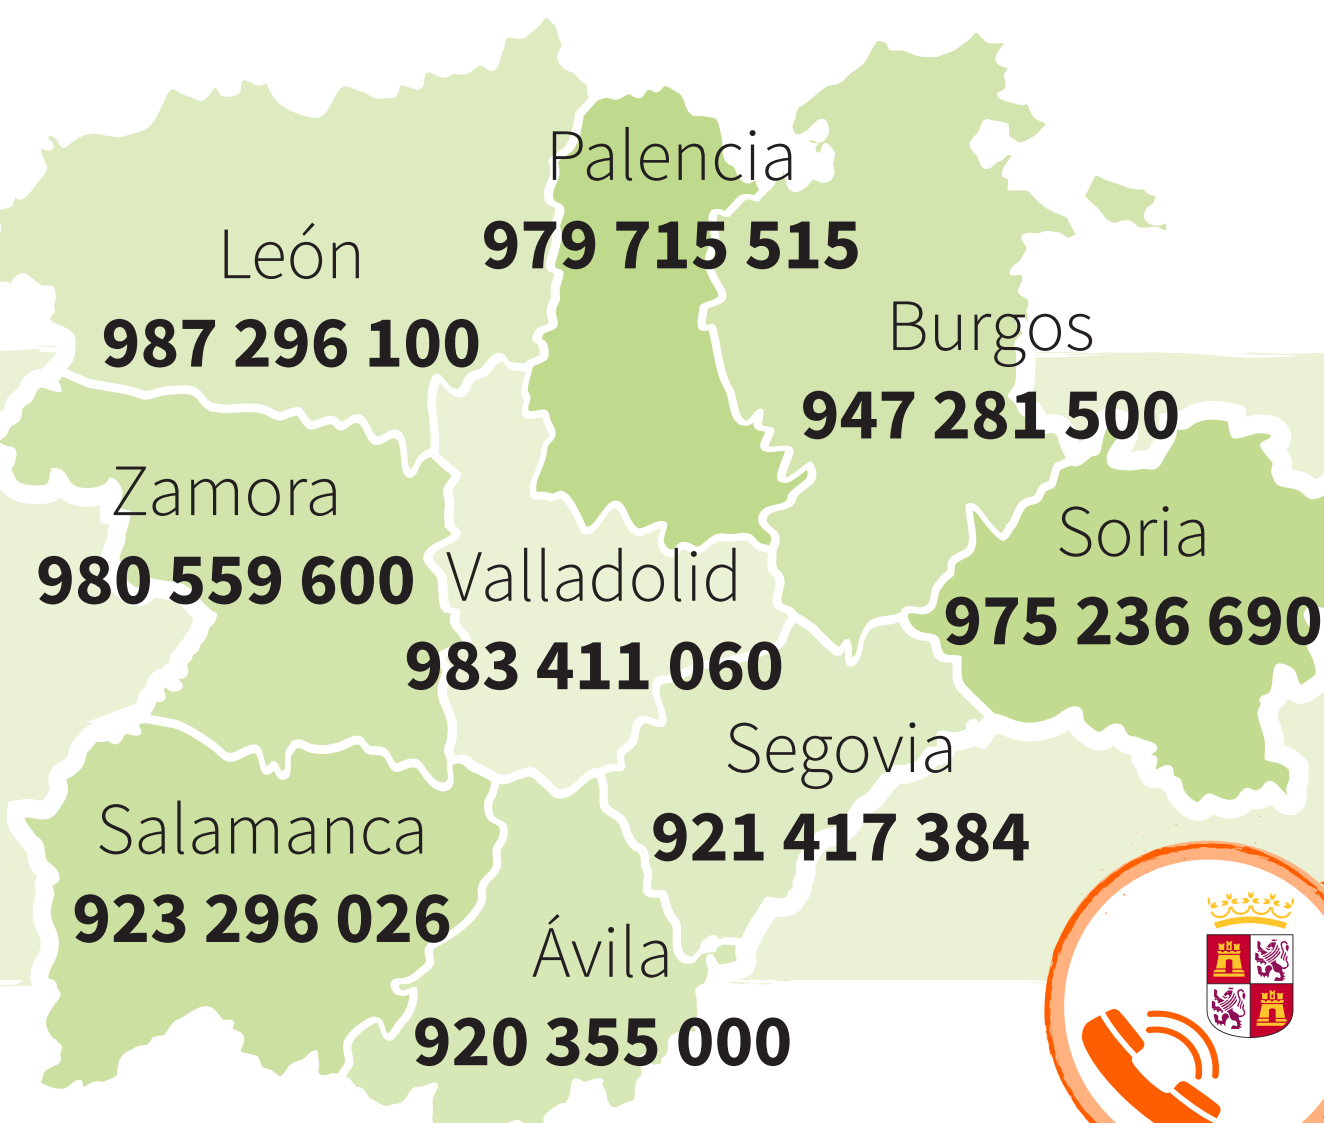 Palencia
979 715 515
León
987 296 100
Burgos
947 281 500
Zamora
980 559 600
Soria
975 236 690
Valladolid
983 411 060
Segovia
921 417 384
Salamanca
923 296 026
Ávila
920 355 000